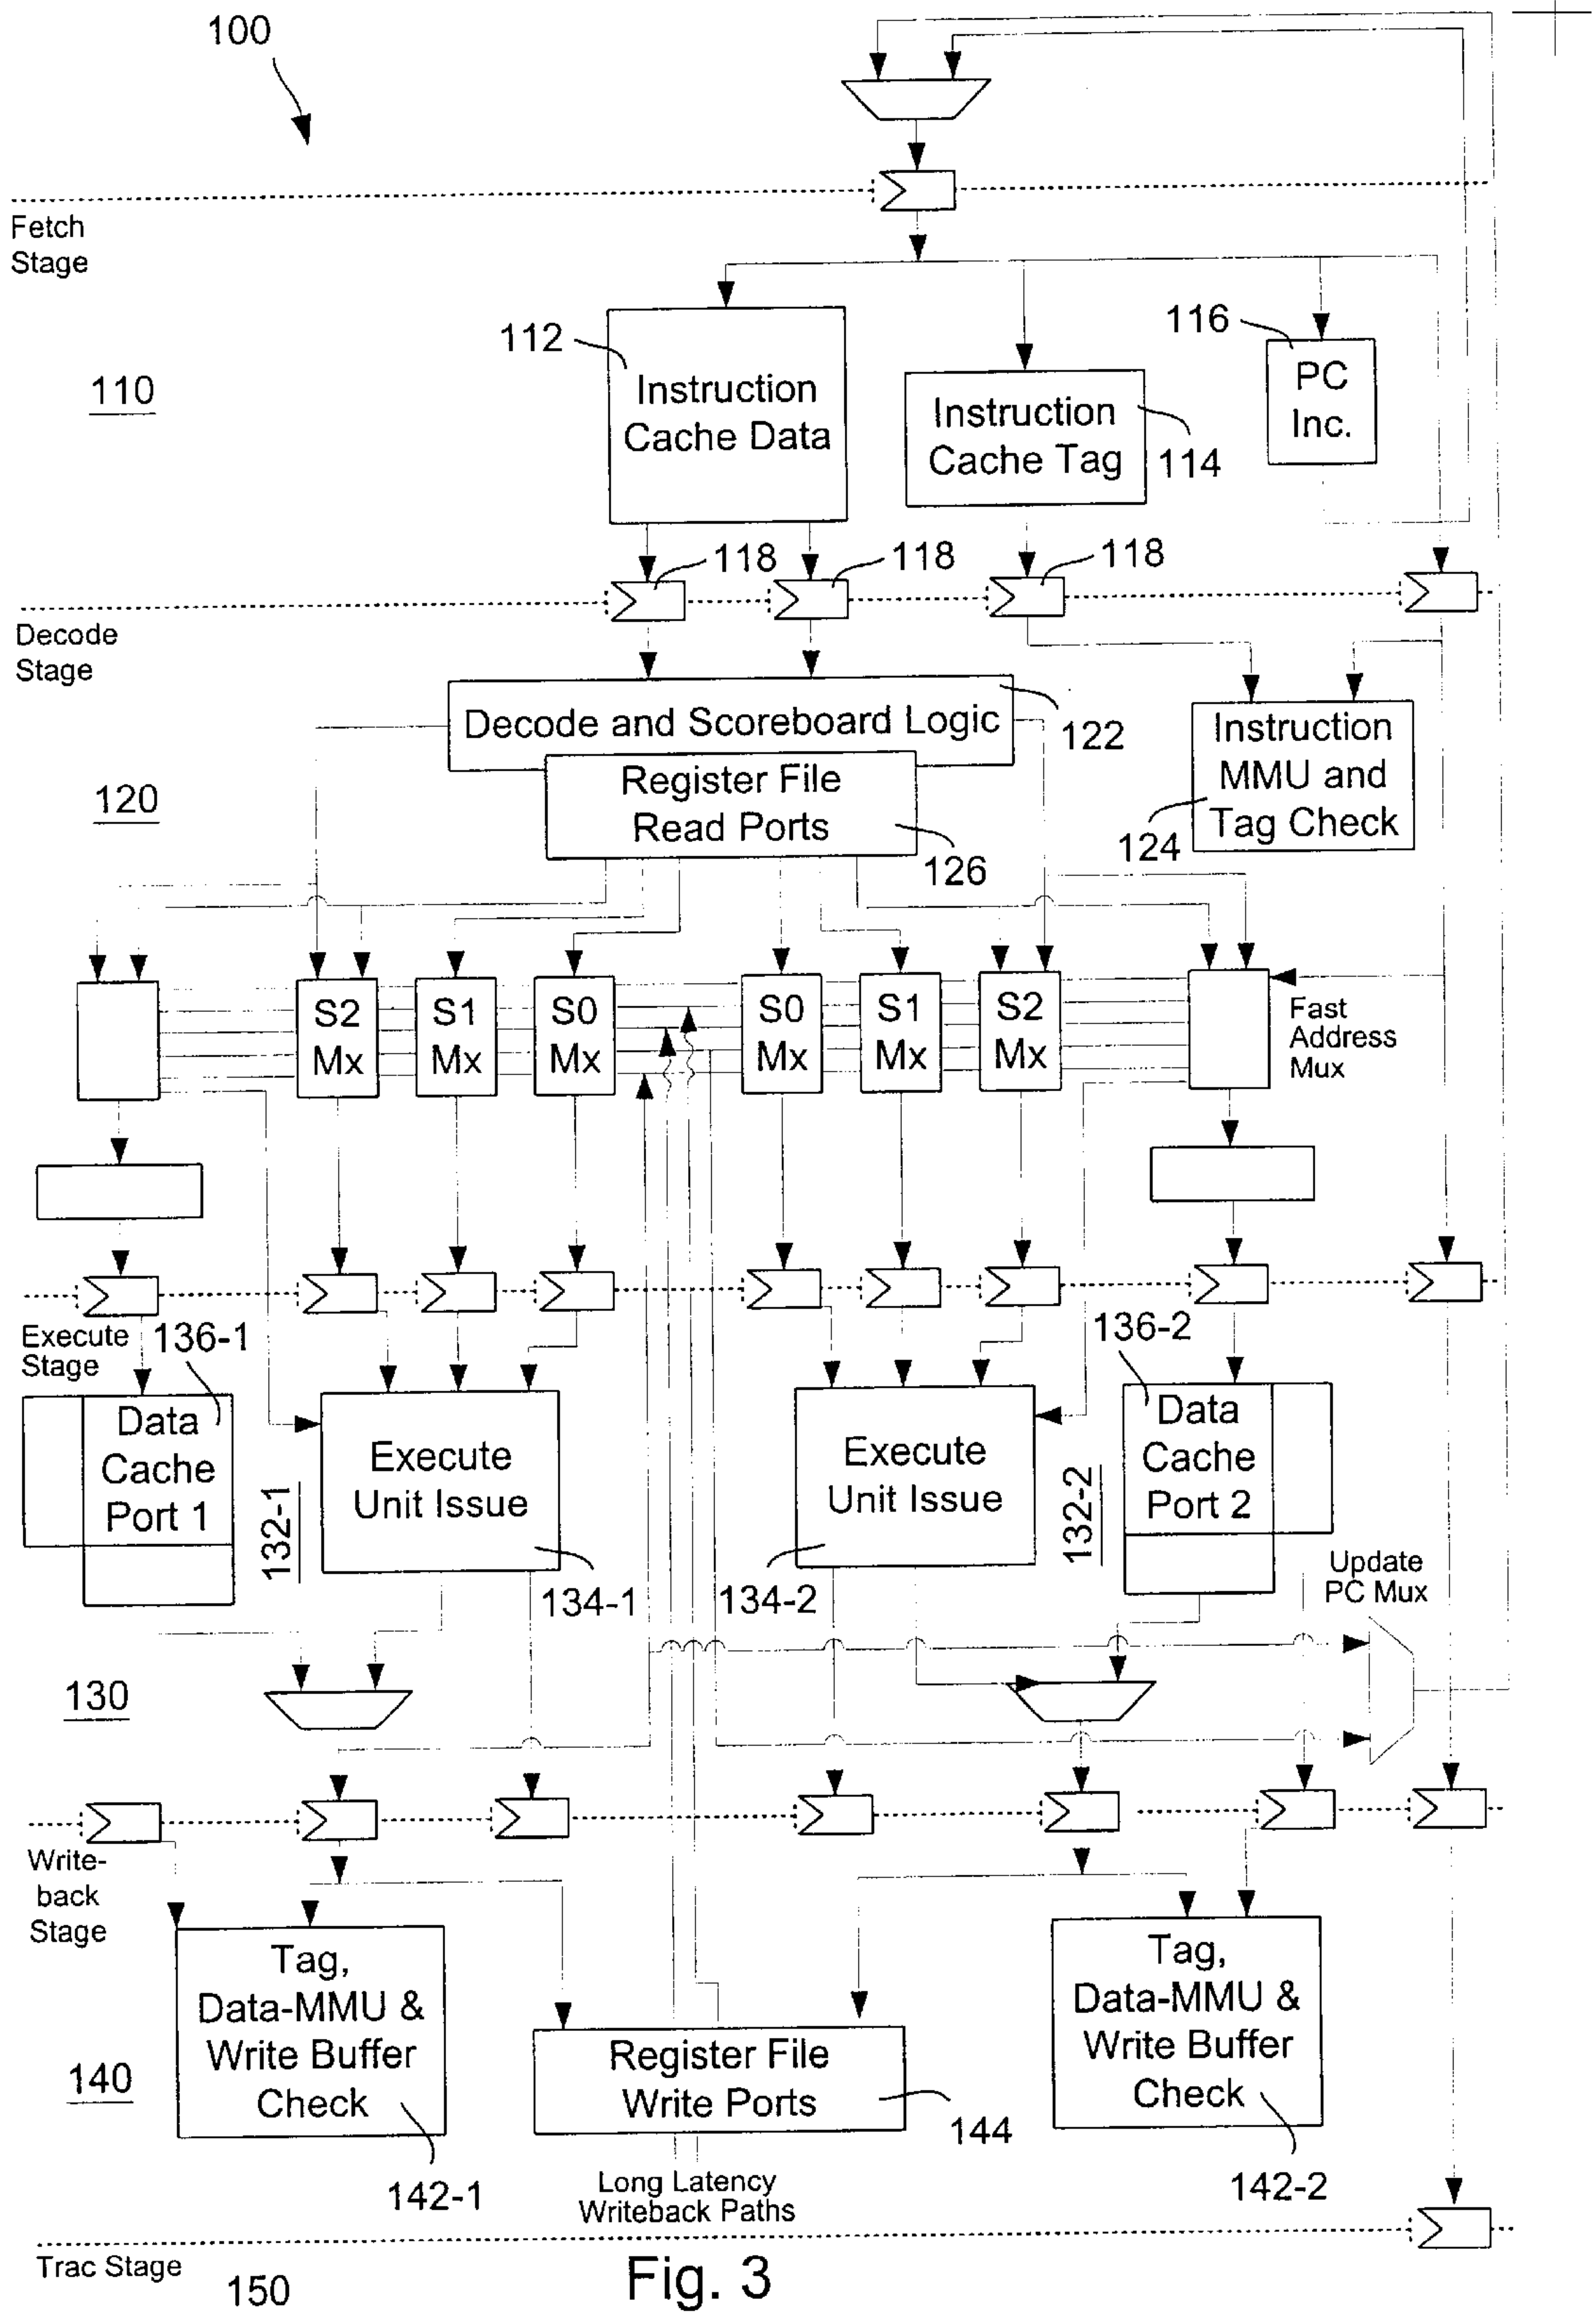 100
Fetch
Stage
112
Instruction
Cache Data
110
Instruction
Cache Tag
114
116
PC
Inc.
118
118
118
Decode
Stage
Decode and Scoreboard Logic
122
Register File
Read Ports
126
120
Instruction
MMU and
Tag Check
124
S2
Mx
S1
Mx
S0
Mx
S0
Mx
S1
Mx
S2
Mx
Fast
Address
Mux
Execute
Stage
136-1
Data
Cache
Port 1
132-1
Execute
Unit Issue
134-1
Execute
Unit Issue
134-2
132-2
136-2
Data
Cache
Port 2
Update
PC Mux
130
Write-
back
Stage
Tag,
Data-MMU &
Write Buffer
Check
142-1
140
Register File
Write Ports
144
Tag,
Data-MMU &
Write Buffer
Check
142-2
Long Latency
Writeback Paths
Trac Stage
150
Fig. 3